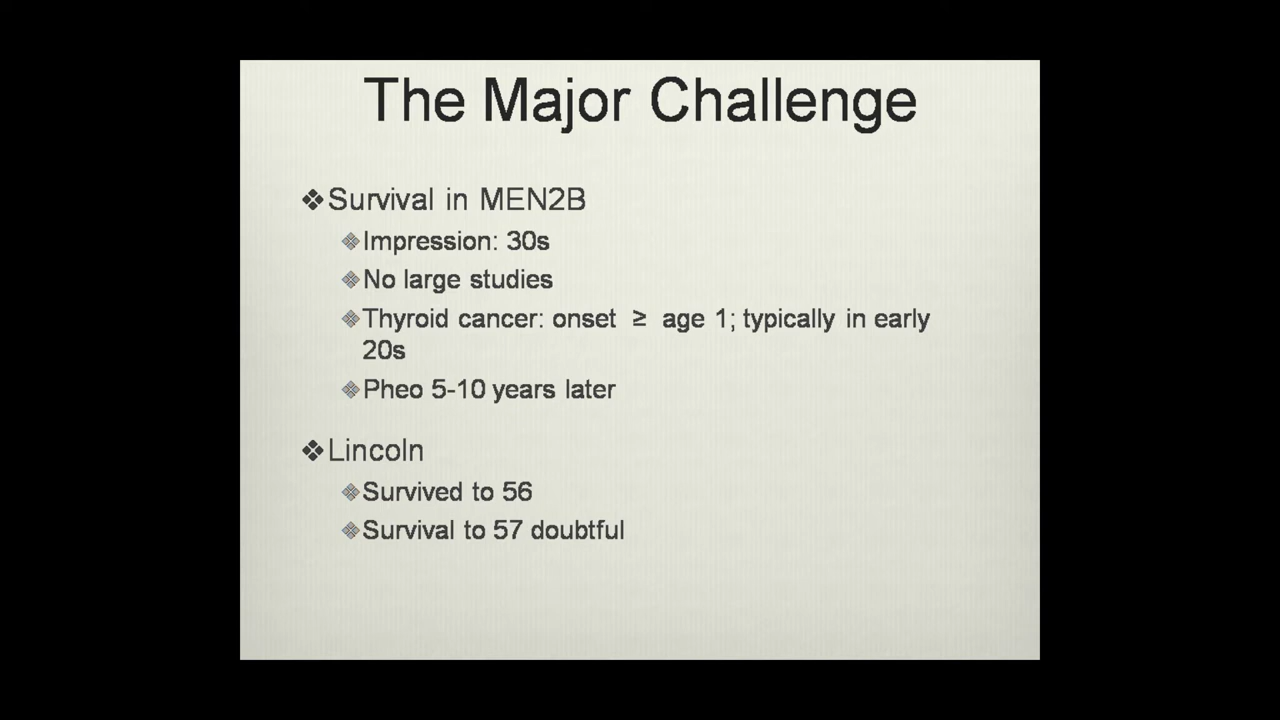 The Major Challenge
❖Survival in MEN2B
❖Impression: 30s
❖No large studies
❖Thyroid cancer: onset ≥ age 1; typically in early
20s
❖Pheo 5-10 years later
❖Lincoln
❖Survived to 56
❖Survival to 57 doubtful